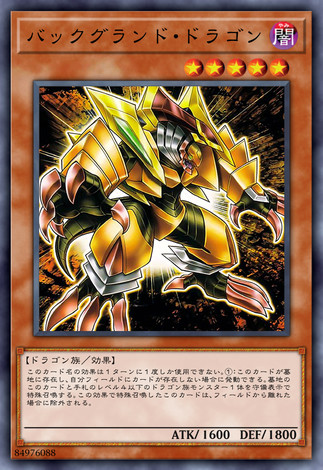 バックグランド・ドラゴン
闇
やみ
【ドラゴン族/効果】
このカード名の効果は1ターンに1度しか使用できない。①:このカードが墓
地に存在し、自分フィールドにカードが存在しない場合に発動できる。墓地の
このカードと手札のレベル4以下のドラゴン族モンスター1体を守備表示で
特殊召喚する。この効果で特殊召喚したこのカードは、フィールドから離れた
場合に除外される。
ATK/1600 DEF/1800
84976088